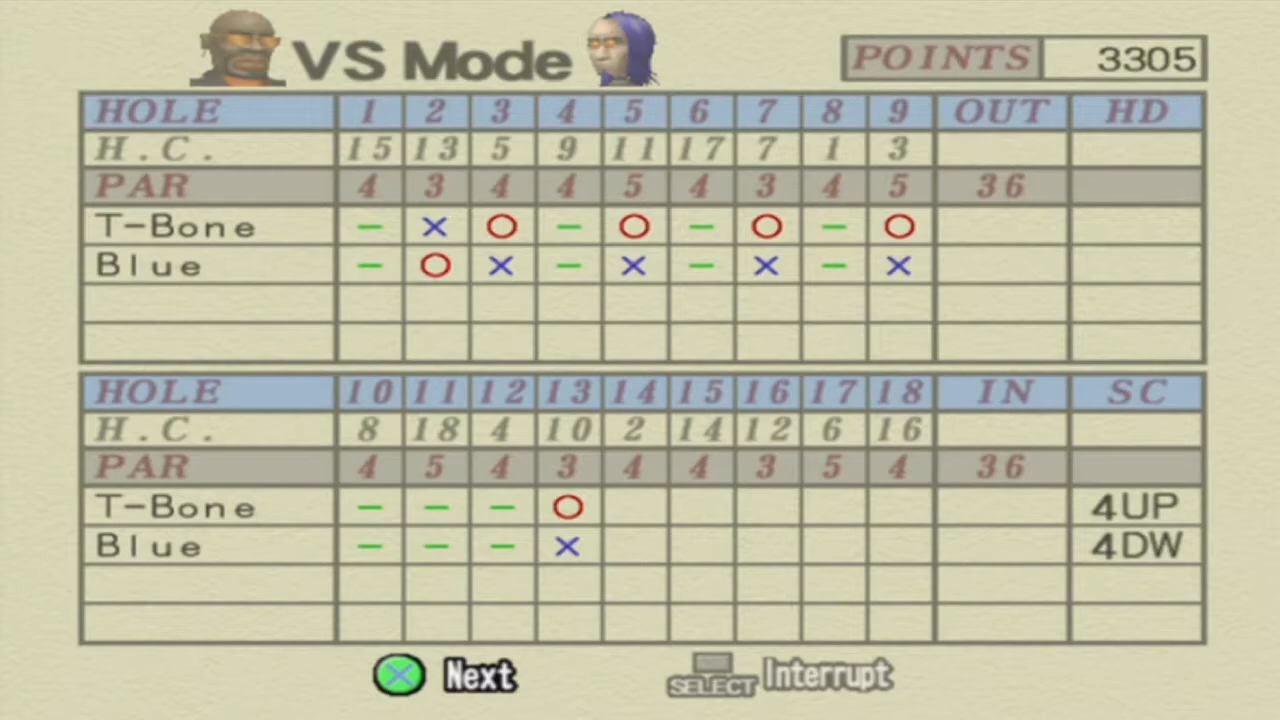 VS Mode POINTS 3305
HOLE 1 2 3 4 5 6 7 8 9 OUT HD
H.C. 15 13 5 9 11 17 7 1 3
PAR 4 3 4 4 5 4 3 4 5 36
T-Bone - × ○ - ○ - ○ - ○
Blue - ○ × - × - × - ×
HOLE 10 11 12 13 14 15 16 17 18 IN SC
H.C. 8 18 4 10 2 14 12 6 16
PAR 4 5 4 3 4 4 3 5 4 36
T-Bone - - - ○ 4UP
Blue - - - × 4DW
Next SELECT Interrupt